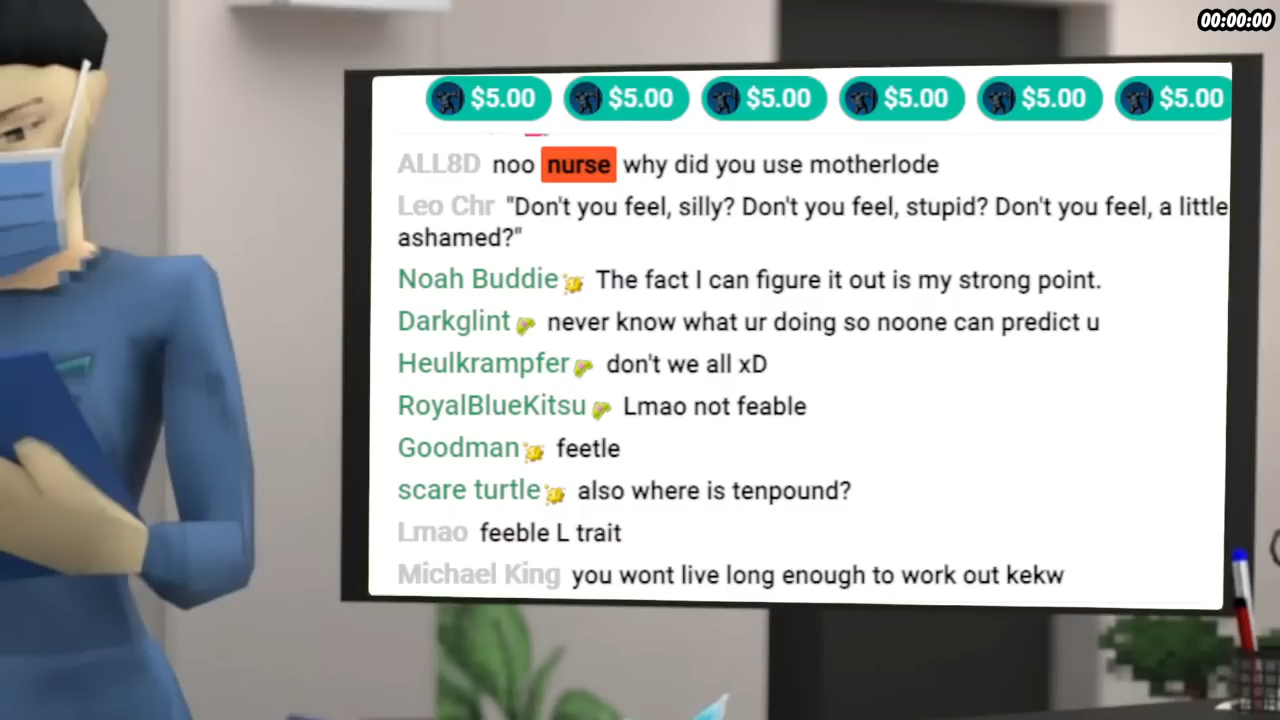 00:00:00
$5.00 $5.00 $5.00 $5.00 $5.00 $5.00
ALL8D noo nurse why did you use motherlode
Leo Chr "Don't you feel, silly? Don't you feel, stupid? Don't you feel, a little
ashamed?"
Noah Buddie The fact I can figure it out is my strong point.
Darkglint never know what ur doing so noone can predict u
Heulkrampfer don't we all xD
RoyalBlueKitsu Lmao not feable
Goodman feetle
scare turtle also where is tenpound?
Lmao feeble L trait
Michael King you wont live long enough to work out kekw